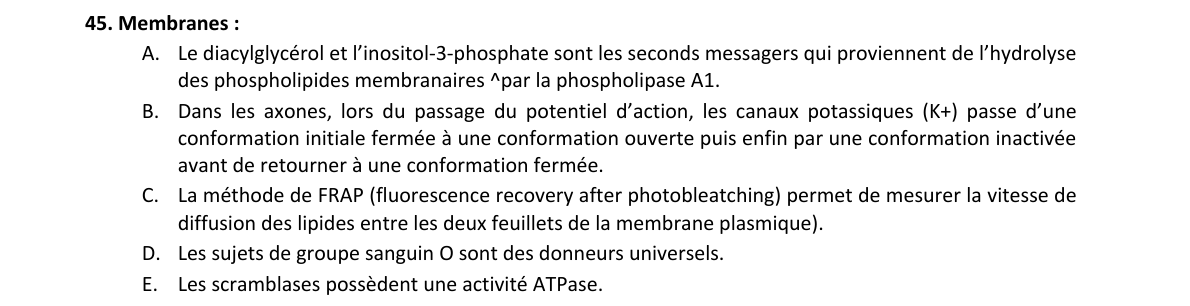 45. Membranes :
A. Le diacylglycérol et l’inositol-3-phosphate sont les seconds messagers qui proviennent de l’hydrolyse
des phospholipides membranaires ^par la phospholipase A1.
B. Dans les axones, lors du passage du potentiel d’action, les canaux potassiques (K+) passe d’une
conformation initiale fermée à une conformation ouverte puis enfin par une conformation inactivée
avant de retourner à une conformation fermée.
C. La méthode de FRAP (fluorescence recovery after photobleatching) permet de mesurer la vitesse de
diffusion des lipides entre les deux feuillets de la membrane plasmique).
D. Les sujets de groupe sanguin O sont des donneurs universels.
E. Les scramblases possèdent une activité ATPase.